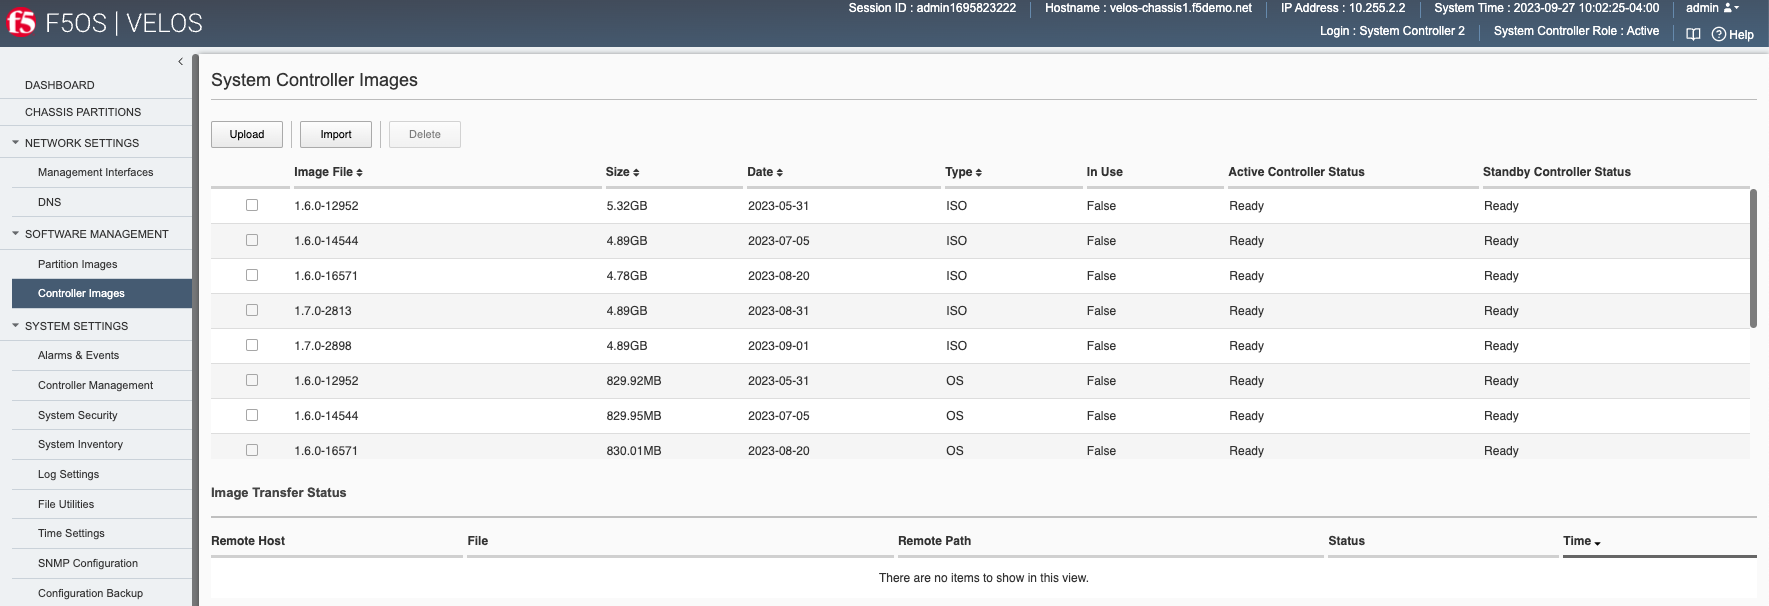 f5 F5OS | VELOS
Session ID : admin1695823222 Hostname : velos-chassis1.f5demo.net IP Address : 10.255.2.2 System Time : 2023-09-27 10:02:25-04:00 admin
Login : System Controller 2 System Controller Role : Active Help
DASHBOARD
CHASSIS PARTITIONS
NETWORK SETTINGS
Management Interfaces
DNS
SOFTWARE MANAGEMENT
Partition Images
Controller Images
SYSTEM SETTINGS
Alarms & Events
Controller Management
System Security
System Inventory
Log Settings
File Utilities
Time Settings
SNMP Configuration
Configuration Backup
System Controller Images
Upload Import Delete
Image File Size Date Type In Use Active Controller Status Standby Controller Status
1.6.0-12952 5.32GB 2023-05-31 ISO False Ready Ready
1.6.0-14544 4.89GB 2023-07-05 ISO False Ready Ready
1.6.0-16571 4.78GB 2023-08-20 ISO False Ready Ready
1.7.0-2813 4.89GB 2023-08-31 ISO False Ready Ready
1.7.0-2898 4.89GB 2023-09-01 ISO False Ready Ready
1.6.0-12952 829.92MB 2023-05-31 OS False Ready Ready
1.6.0-14544 829.95MB 2023-07-05 OS False Ready Ready
1.6.0-16571 830.01MB 2023-08-20 OS False Ready Ready
Image Transfer Status
Remote Host File Remote Path Status Time
There are no items to show in this view.